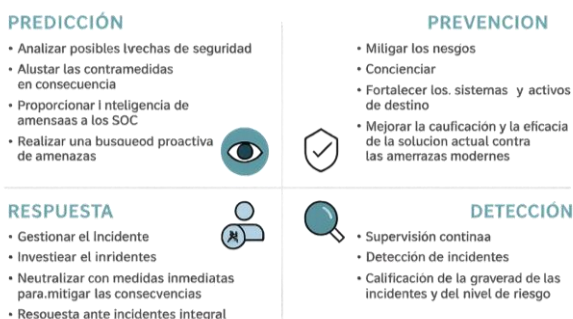 PREDICCIÓN
• Analizar posibles lvechas de seguridad
• Alustar las contramedidas
en consecuencia
• Proporcionar I nteligencia de
amensaas a los SOC
• Realizar una busqueod proactiva
de amenazas
PREVENCION
• Miligar los nesgos
• Concienciar
• Fortalecer los. sistemas y activos
de destino
• Mejorar la cauficación y la eficacia
de la solucion actual contra
las amerrazas modernes
RESPUESTA
• Gestionar el Incidente
• Investiear el inridentes
• Neutralizar con medidas inmediatas
para.mitigar las consecvencias
• Resouesta ante incidentes integral
DETECCIÓN
• Supervisión continaa
• Detección de incidentes
• Calificación de la graverad de las
incidentes y del nivel de riesgo